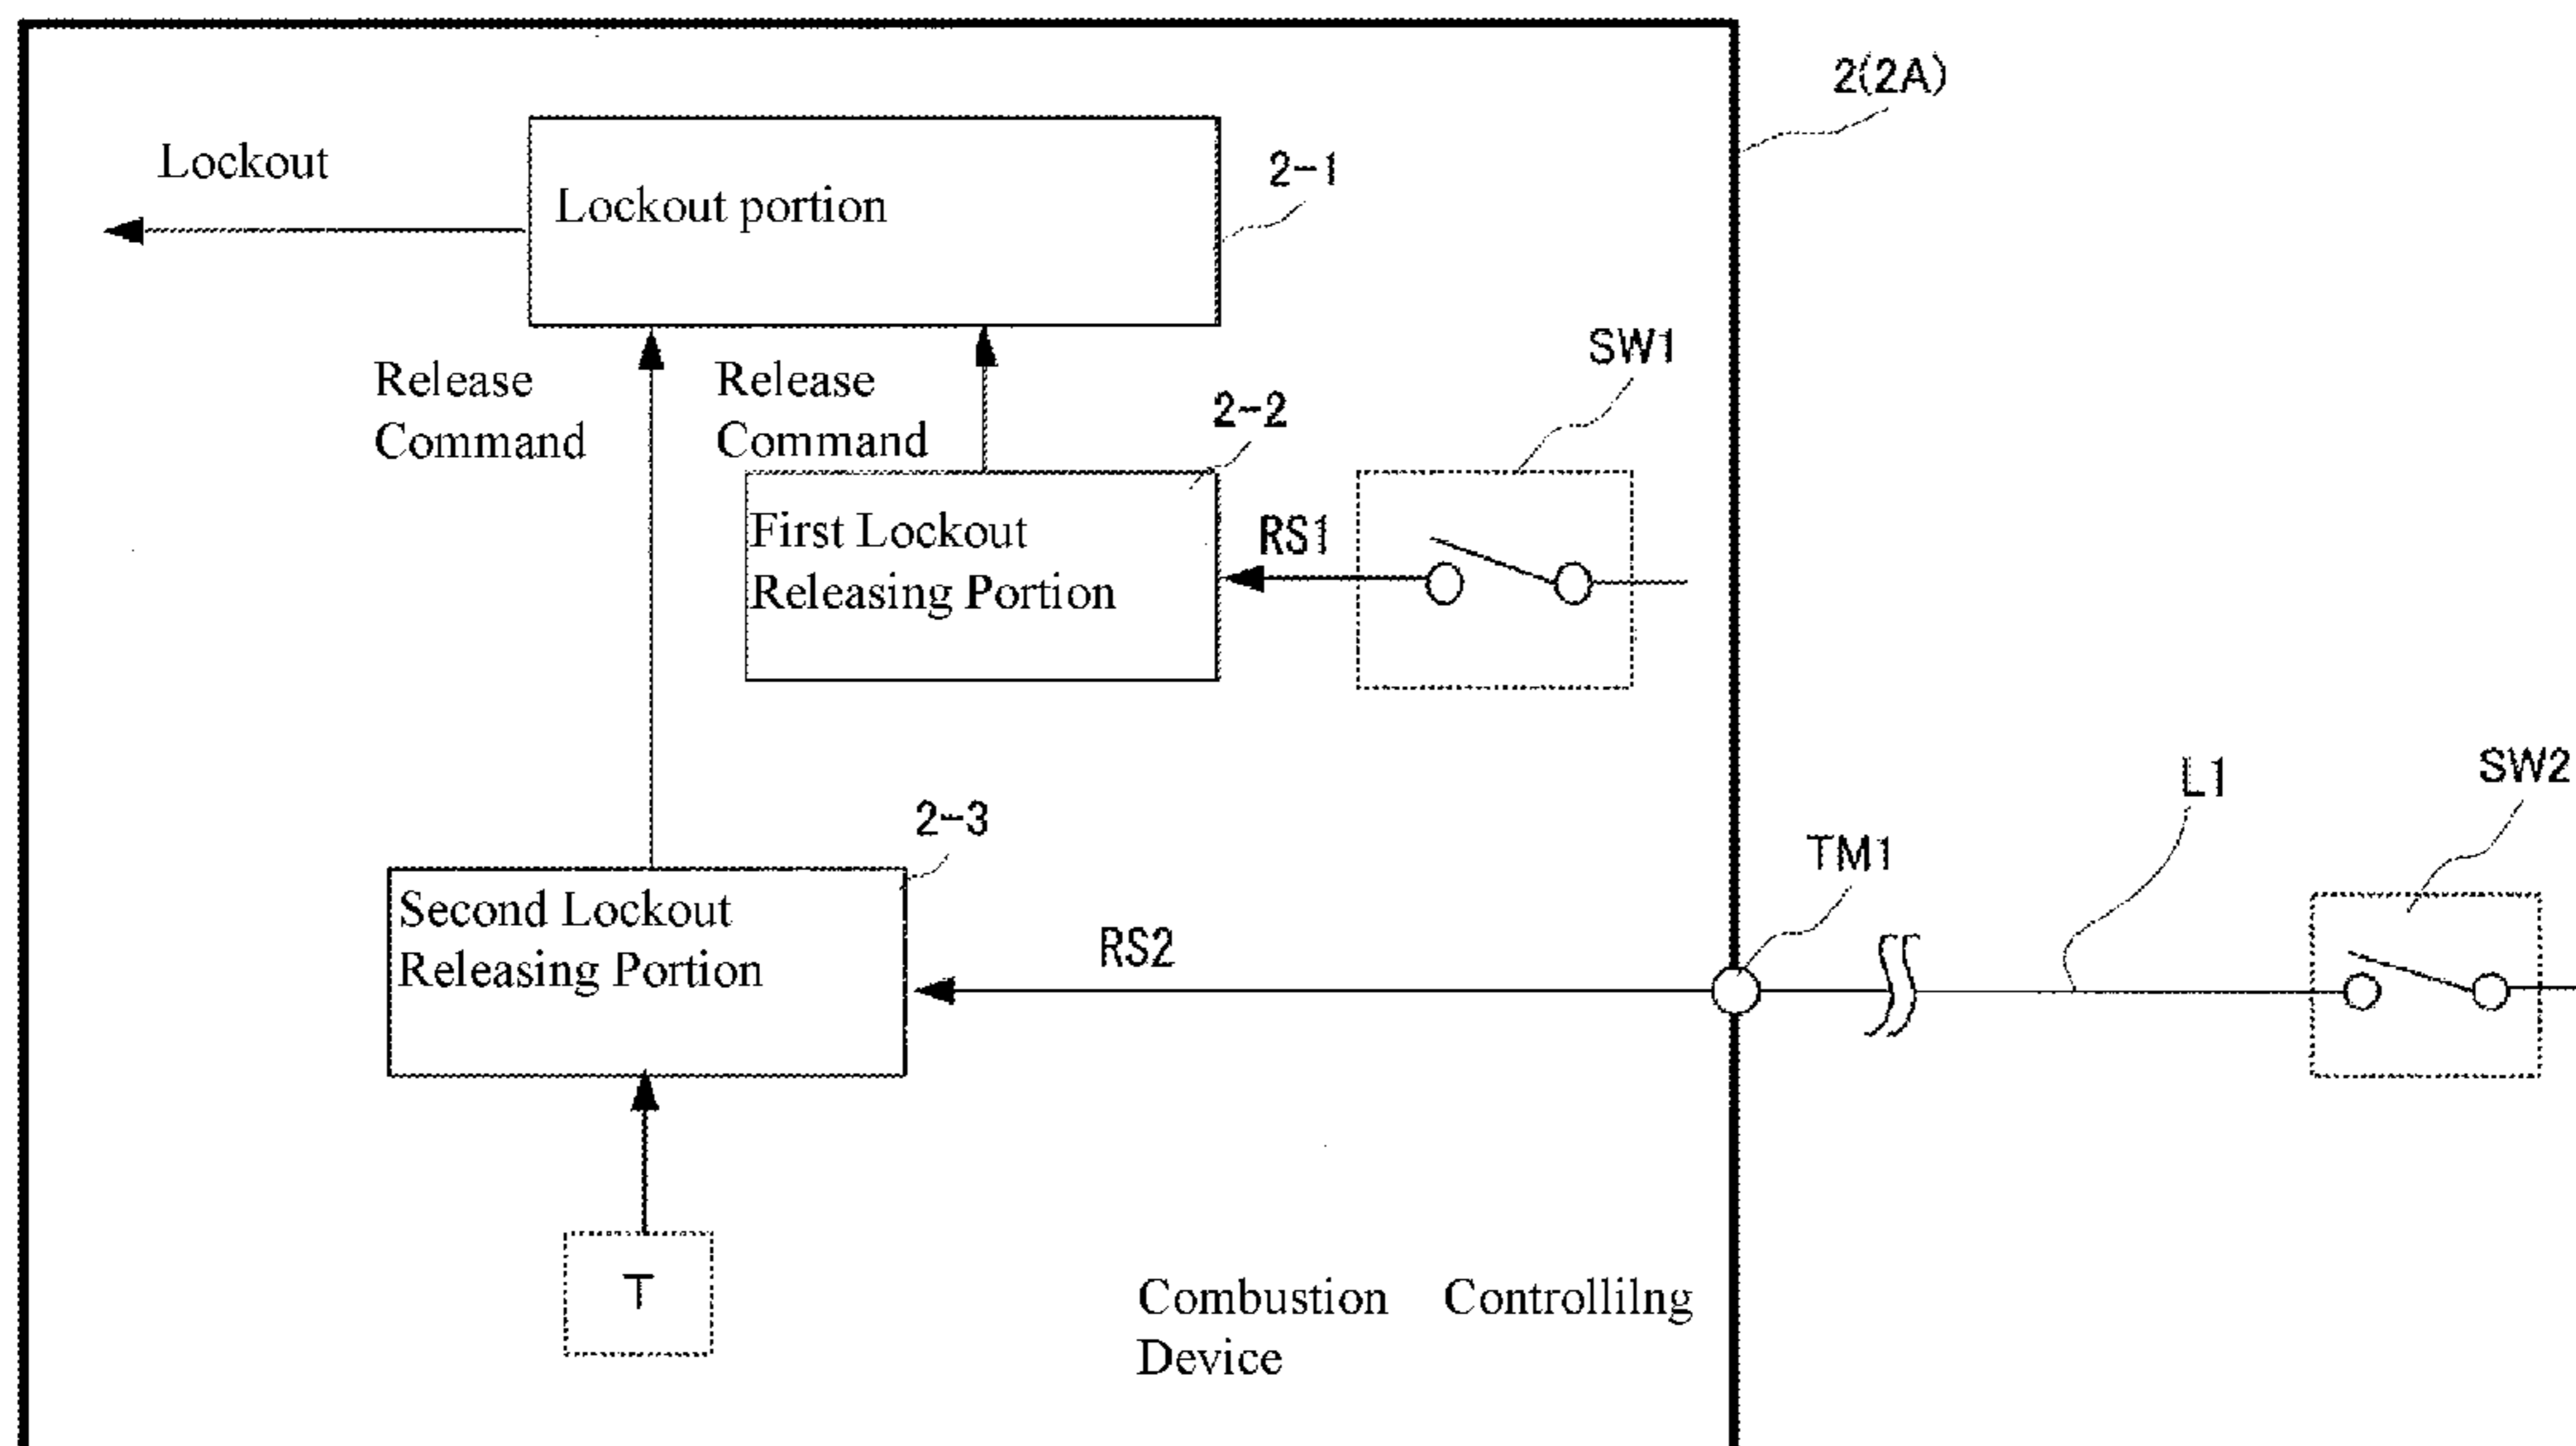 2(2A)
Lockout
2-1
Lockout portion
SW1
Release
Command
Release
Command
2-2
First Lockout
Releasing Portion
RS1
SW2
L1
2-3
TM1
Second Lockout
Releasing Portion
RS2
T
Combustion Controllilng
Device